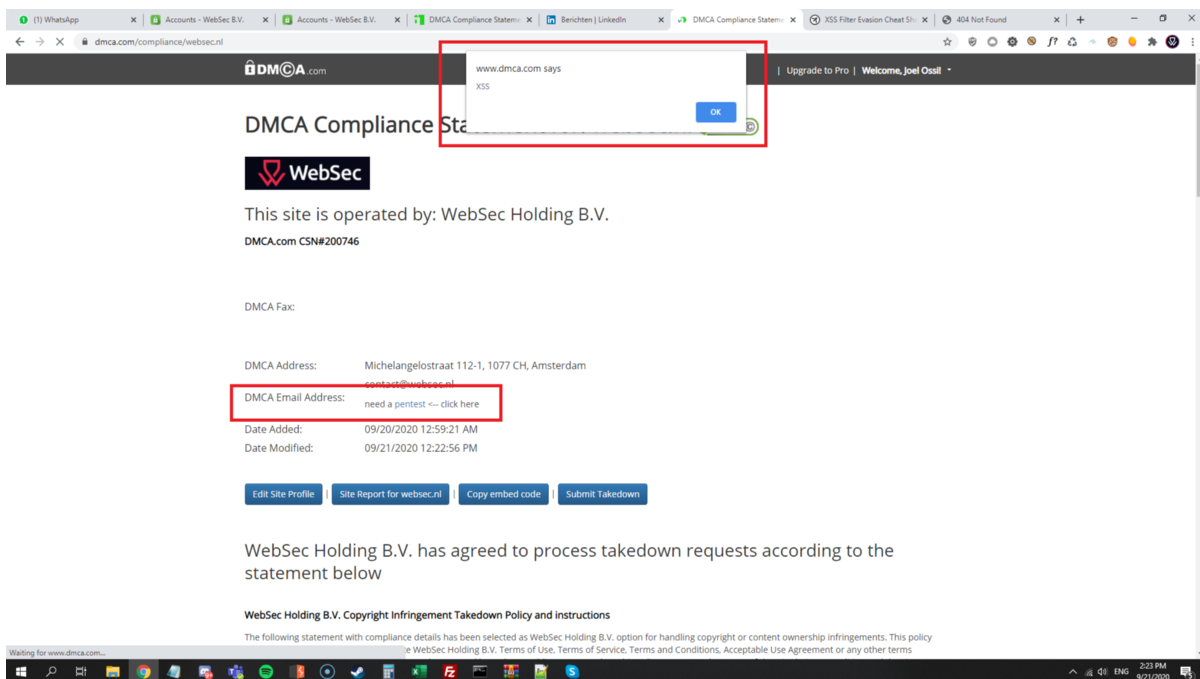 (1) WhatsApp
Accounts - WebSec B.V.
Accounts - WebSec B.V.
DMCA Compliance Stateme
Berichten | LinkedIn
DMCA Compliance Stateme
XSS Filter Evasion Cheat She
404 Not Found
dmca.com/compliance/websec.nl
DMCA.com
www.dmca.com says
XSS
OK
| Upgrade to Pro | Welcome, Joel Ossi!
DMCA Compliance Sta
WebSec
This site is operated by: WebSec Holding B.V.
DMCA.com CSN#200746
DMCA Fax:
DMCA Address: Michelangelostraat 112-1, 1077 CH, Amsterdam
contact@websec.nl
DMCA Email Address:
need a pentest <-- click here
Date Added: 09/20/2020 12:59:21 AM
Date Modified: 09/21/2020 12:22:56 PM
Edit Site Profile | Site Report for websec.nl | Copy embed code | Submit Takedown
WebSec Holding B.V. has agreed to process takedown requests according to the
statement below
WebSec Holding B.V. Copyright Infringement Takedown Policy and instructions
The following statement with compliance details has been selected as WebSec Holding B.V. option for handling copyright or content ownership infringements. This policy
Waiting for www.dmca.com...
e WebSec Holding B.V. Terms of Use, Terms of Service, Terms and Conditions, Acceptable Use Agreement or any other terms
ENG
2:23 PM
9/21/2020